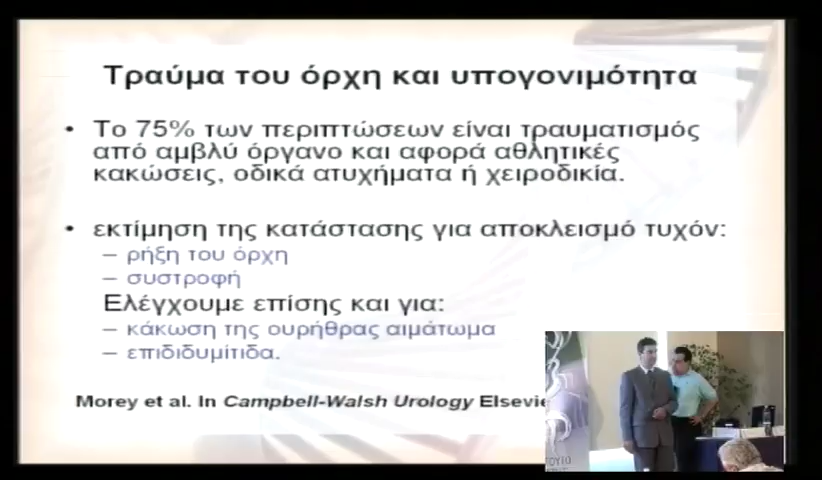 Τραύμα του όρχη και υπογονιμότητα
• Το 75% των περιπτώσεων είναι τραυματισμός
από αμβλύ όργανο και αφορά αθλητικές
κακώσεις, οδικά ατυχήματα ή χειροδικία.
• εκτίμηση της κατάστασης για αποκλεισμό τυχόν:
– ρήξη του όρχη
– συστροφή
Ελέγχουμε επίσης και για:
– κάκωση της ουρήθρας αιμάτωμα
– επιδιδυμίτιδα.
Morey et al. In Campbell-Walsh Urology